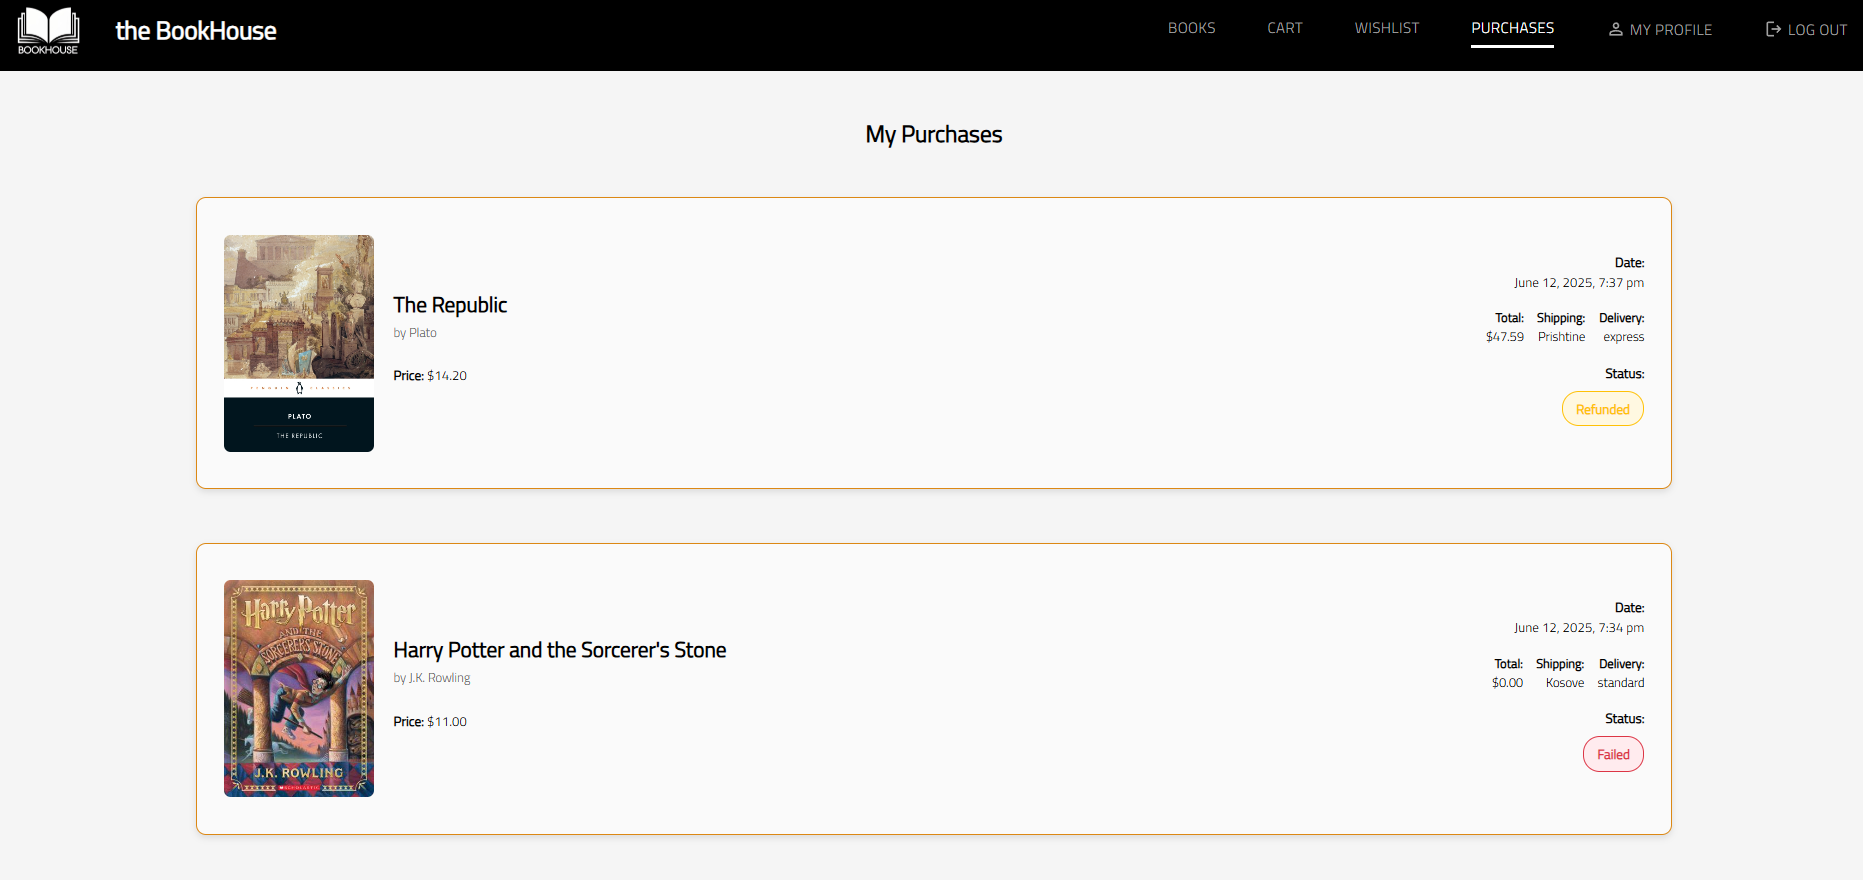 BOOKHOUSE
the BookHouse
BOOKS
CART
WISHLIST
PURCHASES
MY PROFILE
LOG OUT
My Purchases
PENGUIN CLASSICS
PLATO
THE REPUBLIC
The Republic
by Plato
Price: $14.20
Date:
June 12, 2025, 7:37 pm
Total: Shipping: Delivery:
$47.59 Prishtine express
Status:
Refunded
Harry Potter
AND THE
SORCERER'S STONE
J.K. ROWLING
SCHOLASTIC
Harry Potter and the Sorcerer's Stone
by J.K. Rowling
Price: $11.00
Date:
June 12, 2025, 7:34 pm
Total: Shipping: Delivery:
$0.00 Kosove standard
Status:
Failed